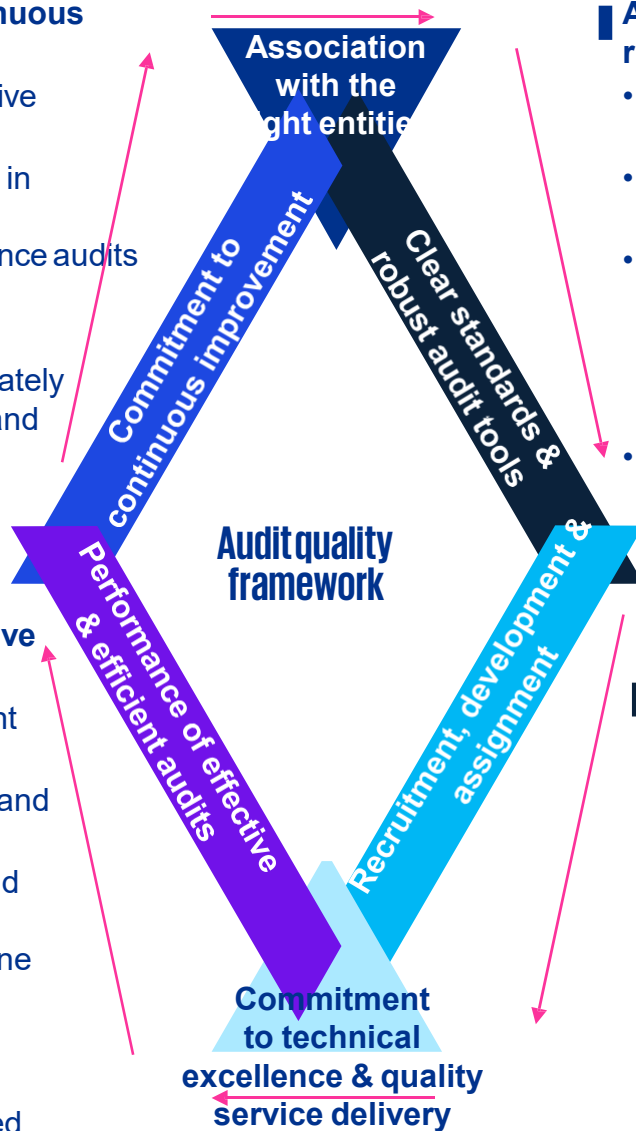 nuous
ive
in
nce audits
ately
and
Association
with the
ght entitie
Commitment to
continuous improvement
Clear standards &
robust audit tools
A
r
•
•
•
•
Audit quality
framework
ve
nt
and
d
ne
ed
Performance of effective
& efficient audits
Recruitment, development &
assignment
Commitment
to technical
excellence & quality
service delivery